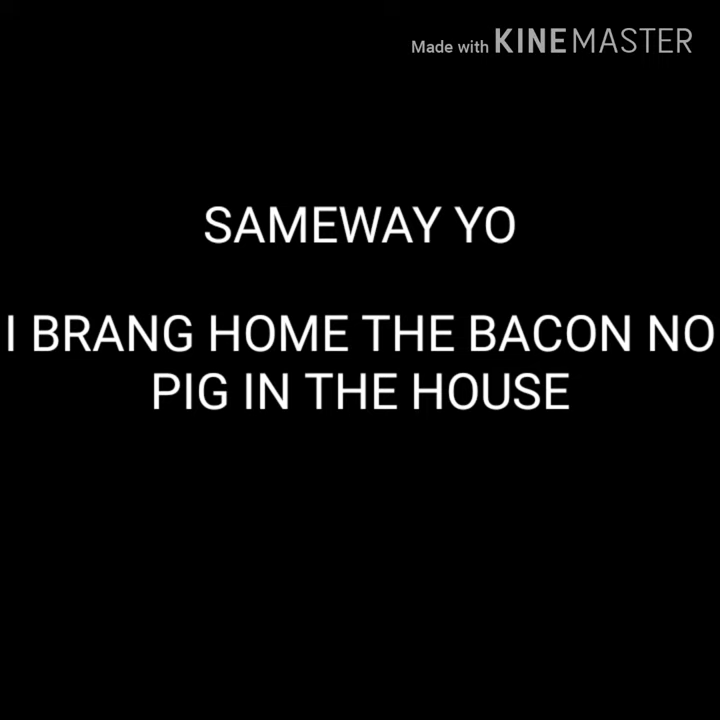 Made with KINEMASTER
SAMEWAY YO
I BRANG HOME THE BACON NO
PIG IN THE HOUSE